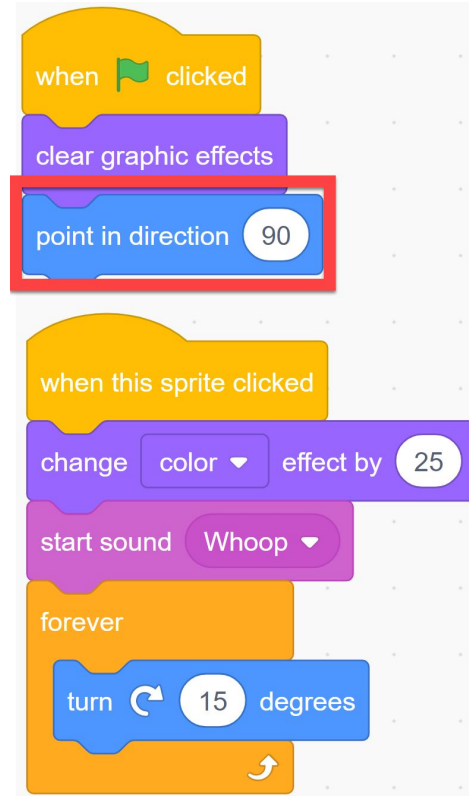 when clicked
clear graphic effects
point in direction 90
when this sprite clicked
change color effect by 25
start sound Whoop
forever
turn 15 degrees